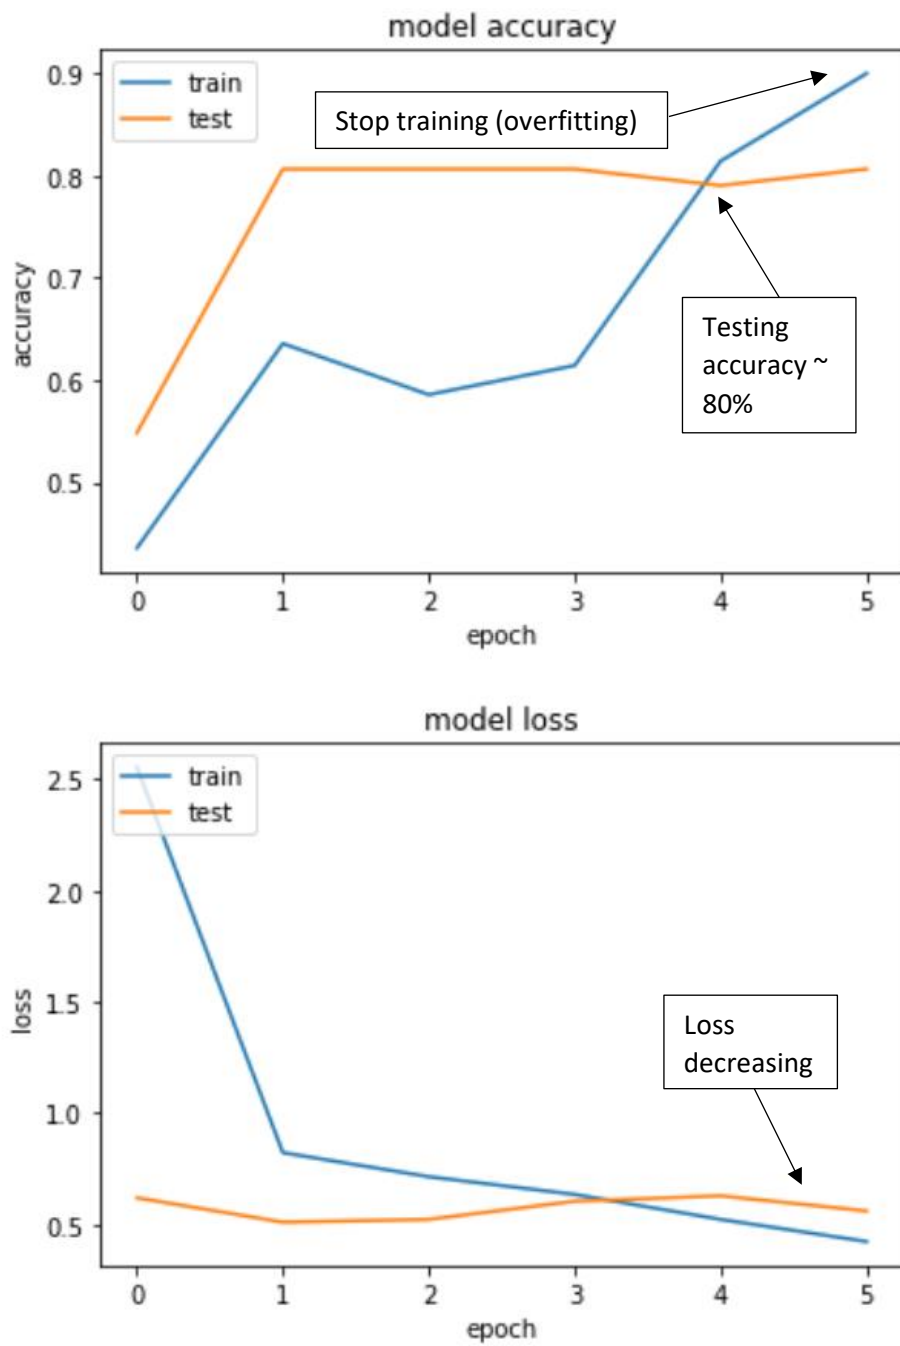 model accuracy
train
test
Stop training (overfitting)
Testing
accuracy ~
80%
0.9
0.8
0.7
0.6
0.5
accuracy
0 1 2 3 4 5
epoch
model loss
train
test
Loss
decreasing
2.5
2.0
1.5
1.0
0.5
loss
0 1 2 3 4 5
epoch